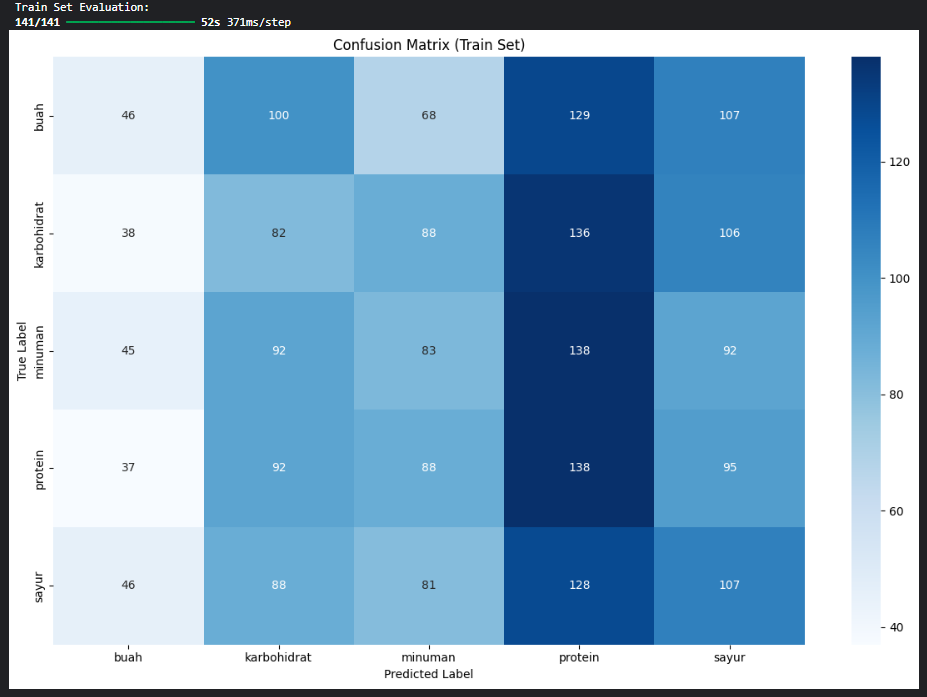 Train Set Evaluation:
141/141 52s 371ms/step
Confusion Matrix (Train Set)
buah 46 100 68 129 107
karbohidrat 38 82 88 136 106
minuman 45 92 83 138 92
protein 37 92 88 138 95
sayur 46 88 81 128 107
True Label
buah karbohidrat minuman protein sayur
Predicted Label
120
100
80
60
40